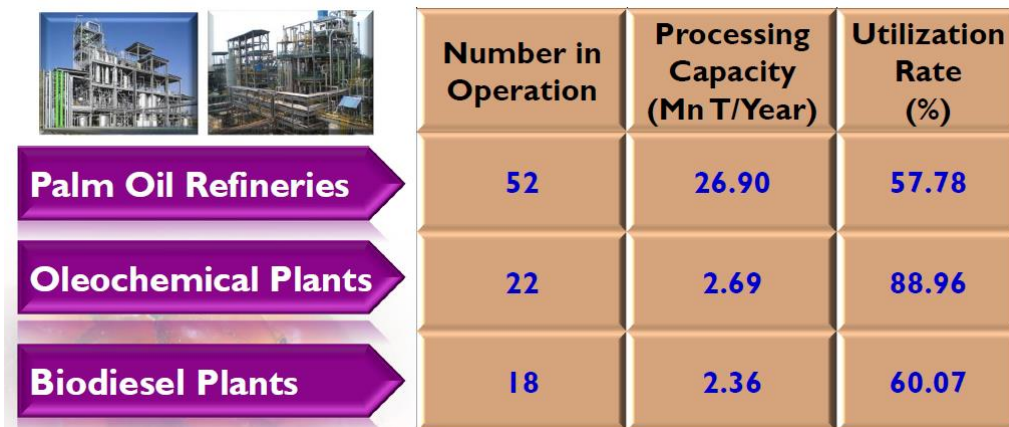 Number in
Operation
Processing
Capacity
(Mn T/Year)
Utilization
Rate
(%)
Palm Oil Refineries
52
26.90
57.78
Oleochemical Plants
22
2.69
88.96
Biodiesel Plants
18
2.36
60.07